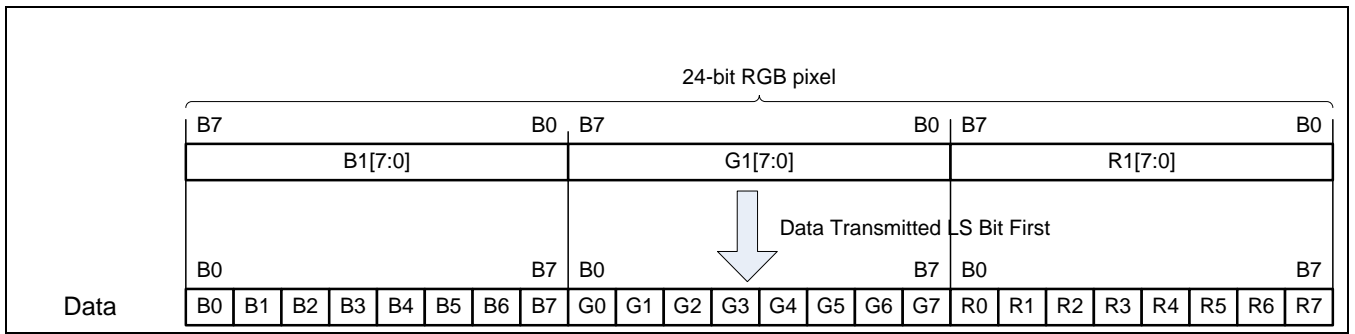 24-bit RGB pixel
B7 B0 B7 B0 B7 B0
B1[7:0] G1[7:0] R1[7:0]
Data Transmitted LS Bit First
B0 B7 B0 B7 B0 B7
Data B0 B1 B2 B3 B4 B5 B6 B7 G0 G1 G2 G3 G4 G5 G6 G7 R0 R1 R2 R3 R4 R5 R6 R7